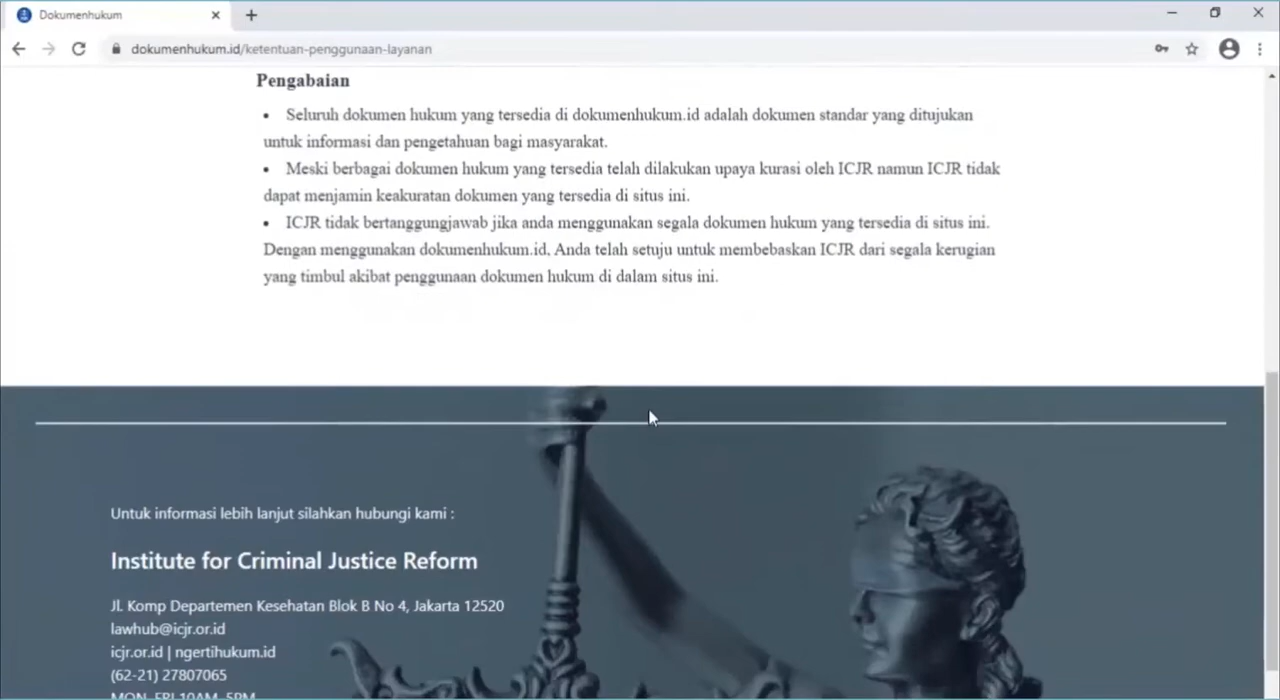 Dokumenhukum
dokumenhukum.id/ketentuan-penggunaan-layanan
Pengabaian
• Seluruh dokumen hukum yang tersedia di dokumenhukum.id adalah dokumen standar yang ditujukan
untuk informasi dan pengetahuan bagi masyarakat.
• Meski berbagai dokumen hukum yang tersedia telah dilakukan upaya kurasi oleh ICJR namun ICJR tidak
dapat menjamin keakuratan dokumen yang tersedia di situs ini.
• ICJR tidak bertanggungjawab jika anda menggunakan segala dokumen hukum yang tersedia di situs ini.
Dengan menggunakan dokumenhukum.id, Anda telah setuju untuk membebaskan ICJR dari segala kerugian
yang timbul akibat penggunaan dokumen hukum di dalam situs ini.
Untuk informasi lebih lanjut silahkan hubungi kami :
Institute for Criminal Justice Reform
Jl. Komp Departemen Kesehatan Blok B No 4, Jakarta 12520
lawhub@icjr.or.id
icjr.or.id | ngertihukum.id
(62-21) 27807065
MON-FRI 10AM-5PM